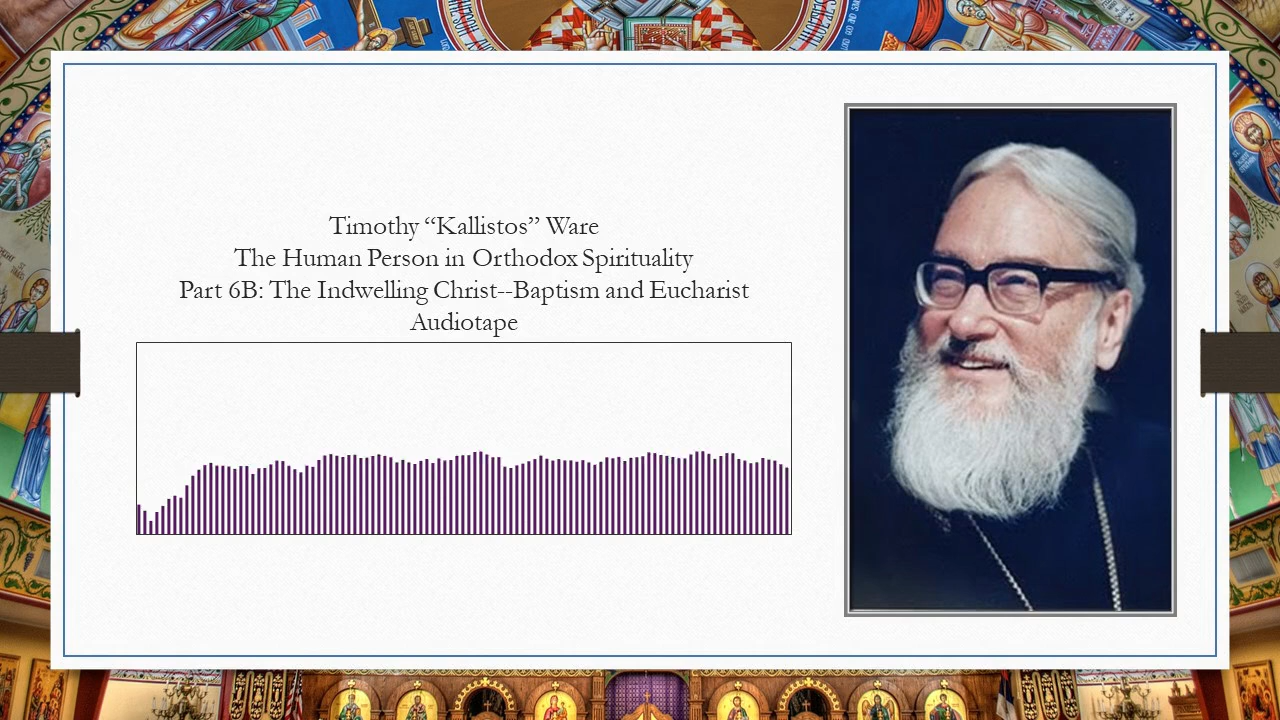 Timothy “Kallistos” Ware
The Human Person in Orthodox Spirituality
Part 6B: The Indwelling Christ--Baptism and Eucharist
Audiotape